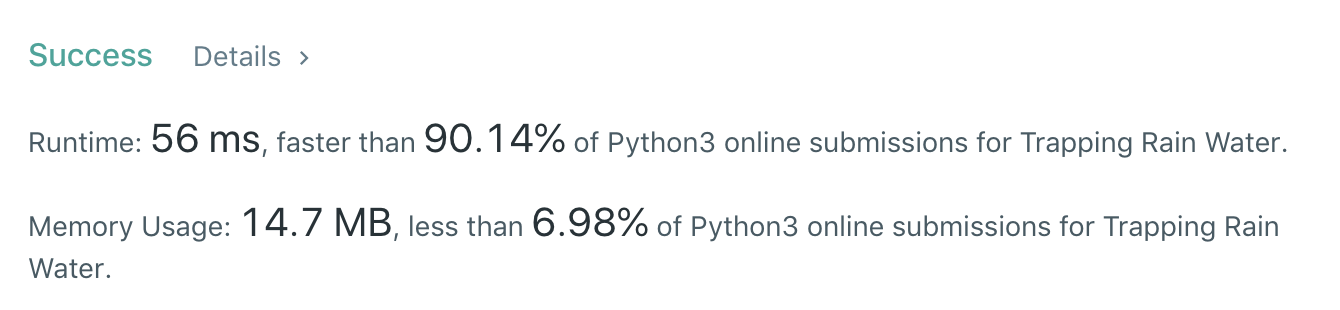 Success Details >
Runtime: 56 ms, faster than 90.14% of Python3 online submissions for Trapping Rain Water.
Memory Usage: 14.7 MB, less than 6.98% of Python3 online submissions for Trapping Rain
Water.